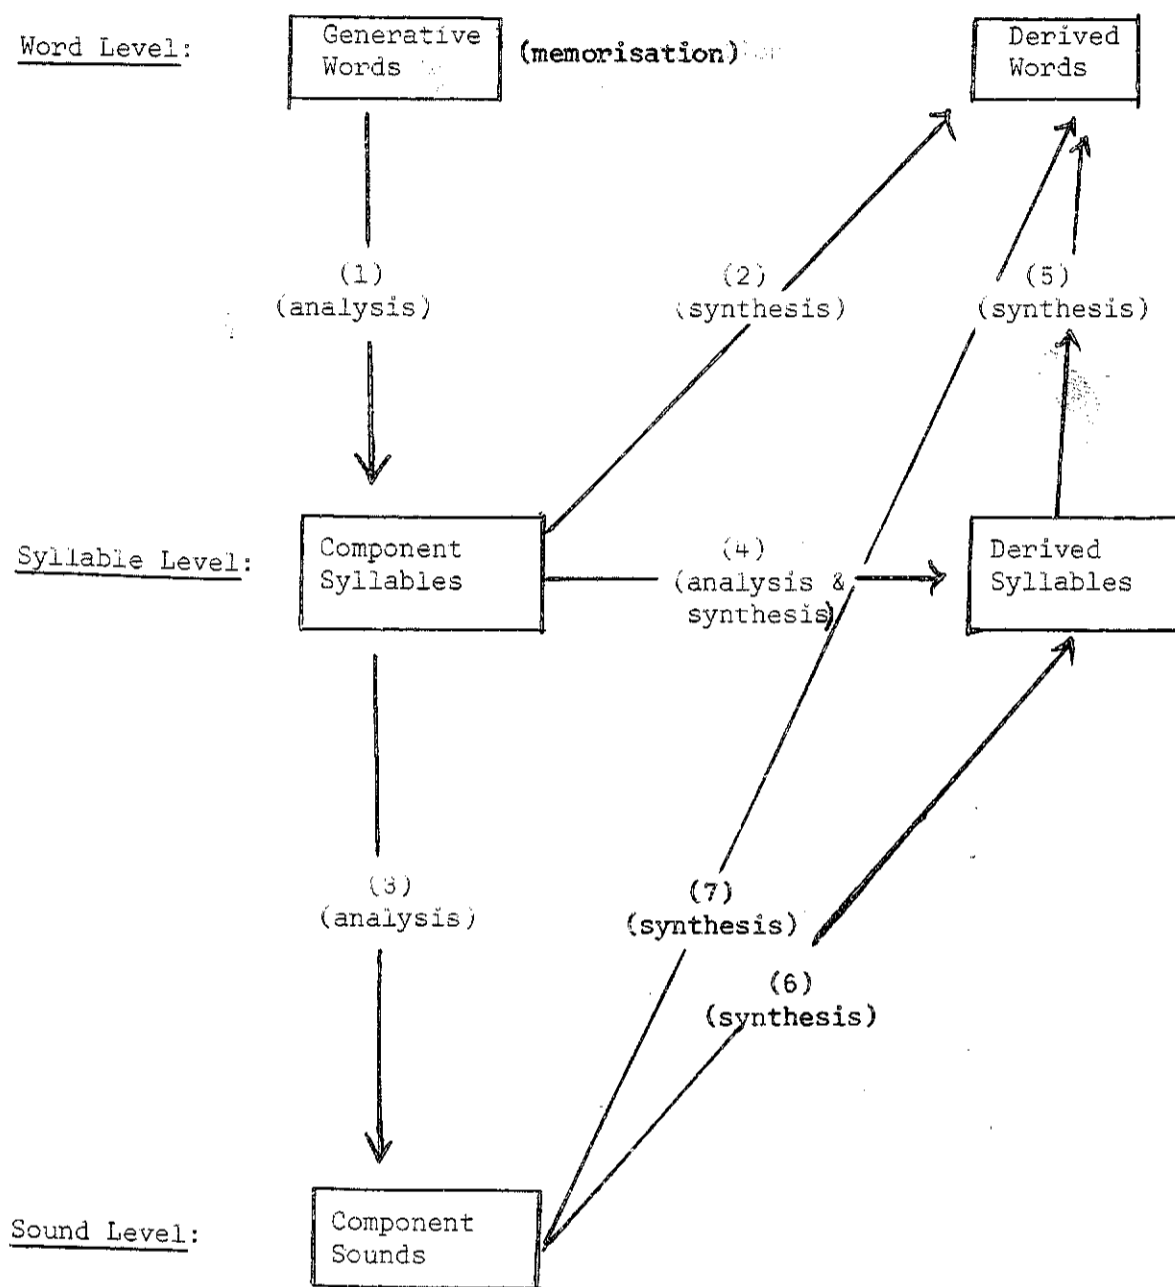 Word Level:
Generative
Words
(memorisation)
Derived
Words
(1)
(analysis)
(2)
(synthesis)
(5)
(synthesis)
Syllable Level:
Component
Syllables
(4)
(analysis &
synthesis)
Derived
Syllables
(3)
(analysis)
(7)
(synthesis)
(6)
(synthesis)
Sound Level:
Component
Sounds